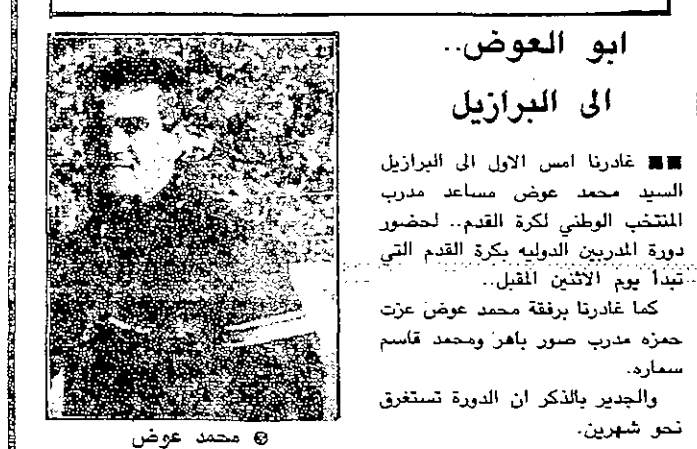 ابو العوض..
الى البرازيل
■■ غادرنا امس الاول الى البرازيل
السيد محمد عوض مساعد مدرب
المنتخب الوطني لكرة القدم.. لحضور
دورة المدربين الدوليه بكرة القدم التي
تبدأ يوم الاثنين المقبل..
كما غادرنا برفقة محمد عوض عزت
حمزه مدرب صور باهر ومحمد قاسم
سماره.
والجدير بالذكر ان الدورة تستغرق
نحو شهرين.
محمد عوض